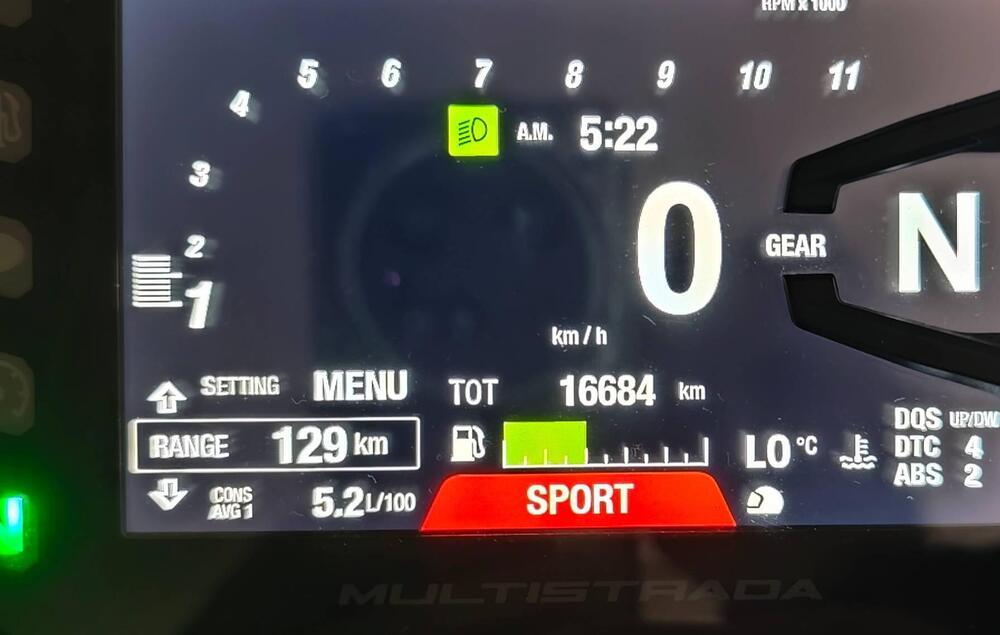 RPM x 1000
5 6 7 8 9 10 11
4
A.M. 5:22
3
0
GEAR
N
2
1
km/h
SETTING MENU
TOT 16684 km
RANGE 129 km
LO °C
DQS UP/DW
DTC 4
ABS 2
CONS
AVG 1
5.2 L/100
SPORT
MULTISTRADA